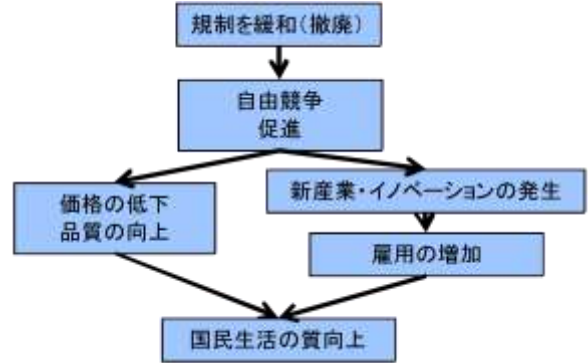 規制を緩和(撤廃)
自由競争
促進
価格の低下
品質の向上
新産業・イノベーションの発生
雇用の増加
国民生活の質向上